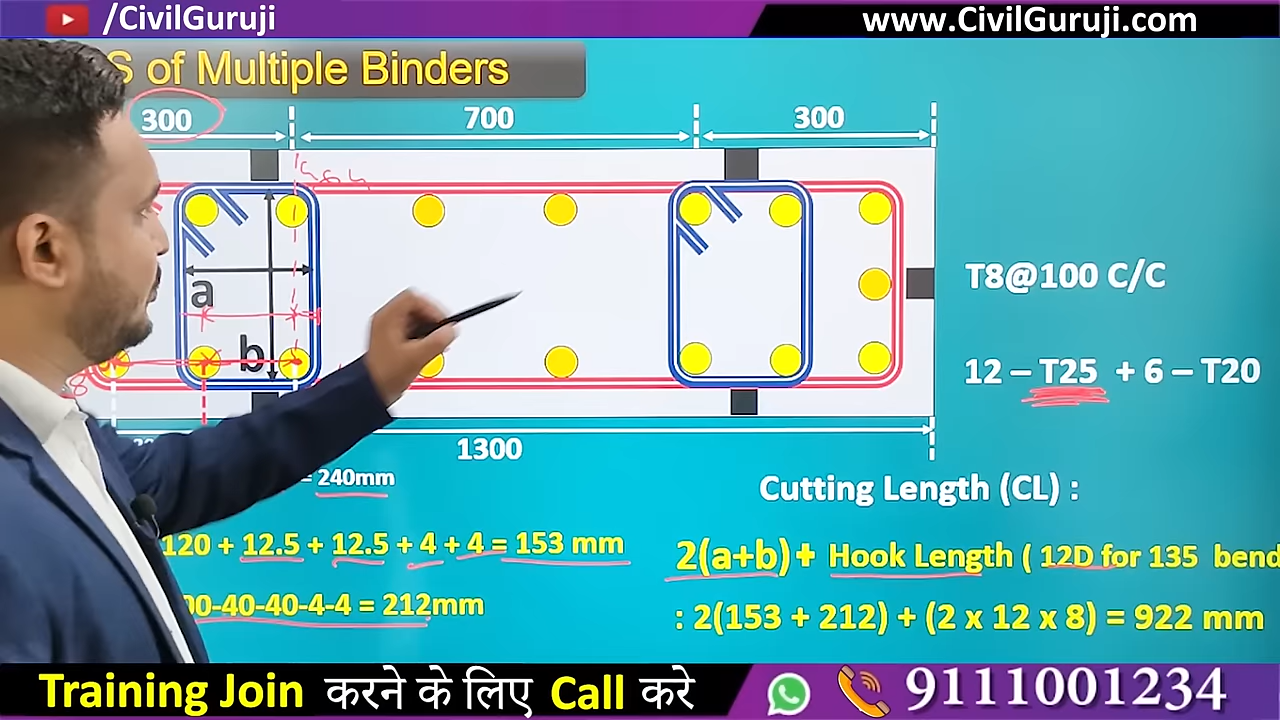 /CivilGuruji
www.CivilGuruji.com
S of Multiple Binders
300
700
300
a
b
T8@100 C/C
12 – T25 + 6 – T20
1300
= 240mm
Cutting Length (CL) :
120 + 12.5 + 12.5 + 4 + 4 = 153 mm
2(a+b)+ Hook Length ( 12D for 135 bend
00-40-40-4-4 = 212mm
: 2(153 + 212) + (2 x 12 x 8) = 922 mm
Training Join करने के लिए Call करे
9111001234